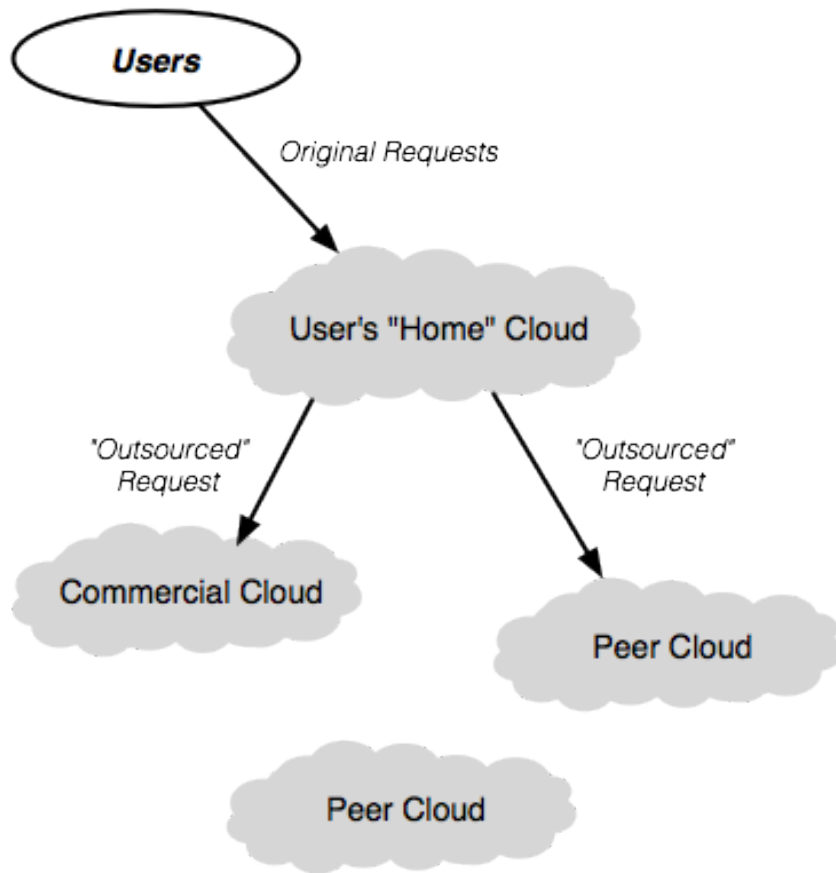 Users
Original Requests
User's "Home" Cloud
"Outsourced"
Request
"Outsourced"
Request
Commercial Cloud
Peer Cloud
Peer Cloud